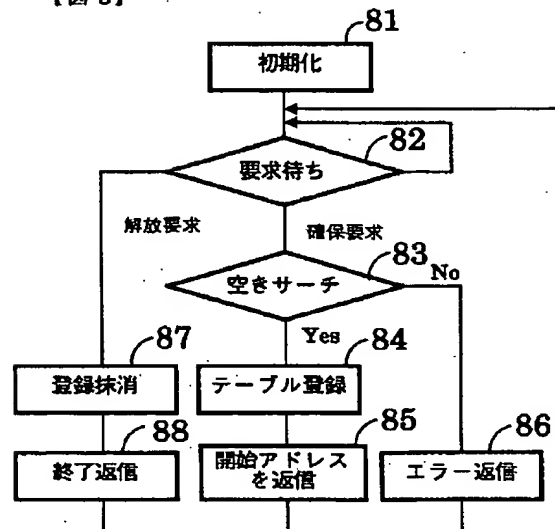 81
初期化
82
要求待ち
解放要求
確保要求
83
空きサーチ
No
Yes
87
登録抹消
84
テーブル登録
88
終了返信
85
開始アドレス
を返信
86
エラー返信